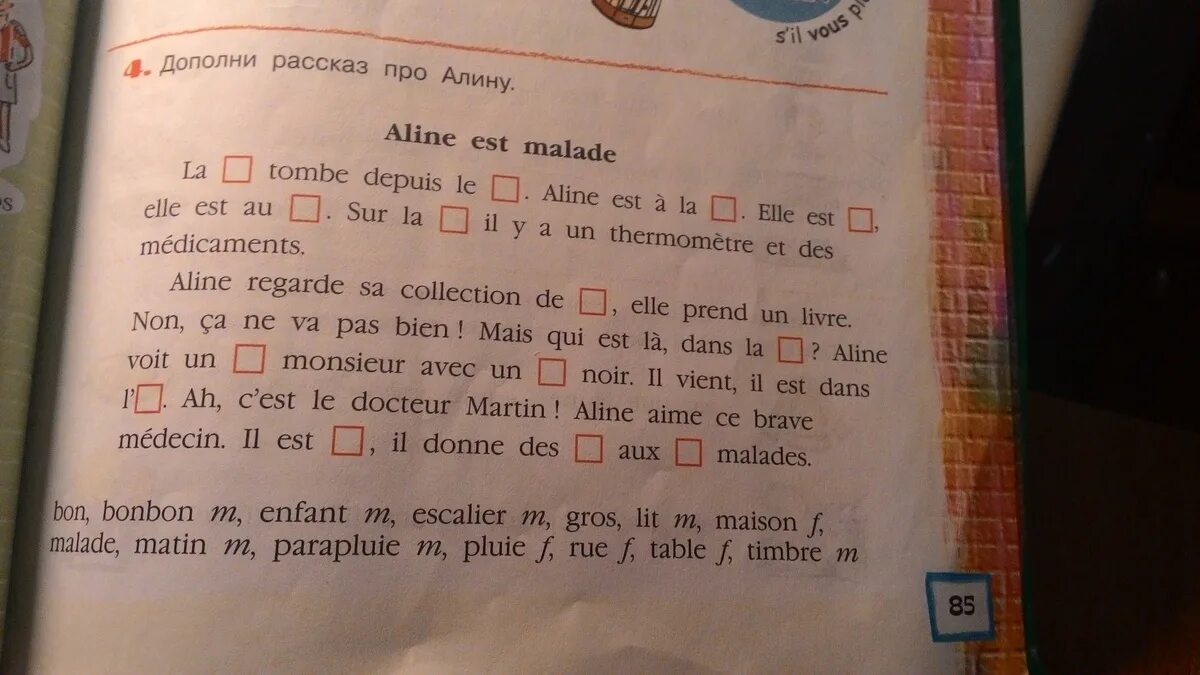 s'il vous pl
4. Дополни рассказ про Алину.
Aline est malade
La □ tombe depuis le □. Aline est à la □. Elle est □,
elle est au □. Sur la □ il y a un thermomètre et des
médicaments.
Aline regarde sa collection de □, elle prend un livre.
Non, ça ne va pas bien ! Mais qui est là, dans la □ ? Aline
voit un □ monsieur avec un □ noir. Il vient, il est dans
l'□. Ah, c'est le docteur Martin ! Aline aime ce brave
médecin. Il est □, il donne des □ aux □ malades.
bon, bonbon m, enfant m, escalier m, gros, lit m, maison f,
malade, matin m, parapluie m, pluie f, rue f, table f, timbre m
85